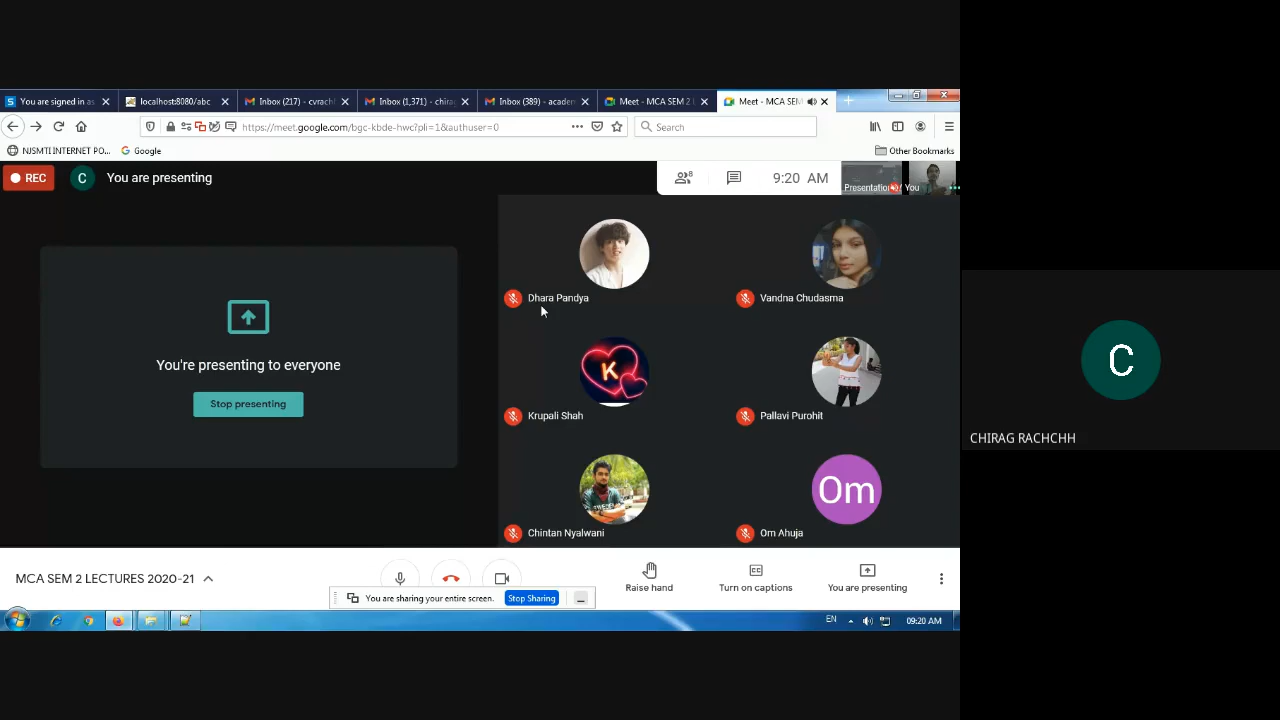 You are signed in as
localhost:8080/abc
Inbox (217) - cvrachl
Inbox (1,371) - chirag
Inbox (389) - academ
Meet - MCA SEM 2 L
Meet - MCA SEM
https://meet.google.com/bgc-kbde-hwc?pli=1&authuser=0
Search
NJSMTI INTERNET PO...
Google
Other Bookmarks
REC
C
You are presenting
8
9:20 AM
Presentation
You
Dhara Pandya
Vandna Chudasma
You're presenting to everyone
Stop presenting
K
Krupali Shah
Pallavi Purohit
C
CHIRAG RACHCHH
Om
Chintan Nyalwani
Om Ahuja
MCA SEM 2 LECTURES 2020-21
Raise hand
Turn on captions
You are presenting
You are sharing your entire screen.
Stop Sharing
EN
09:20 AM